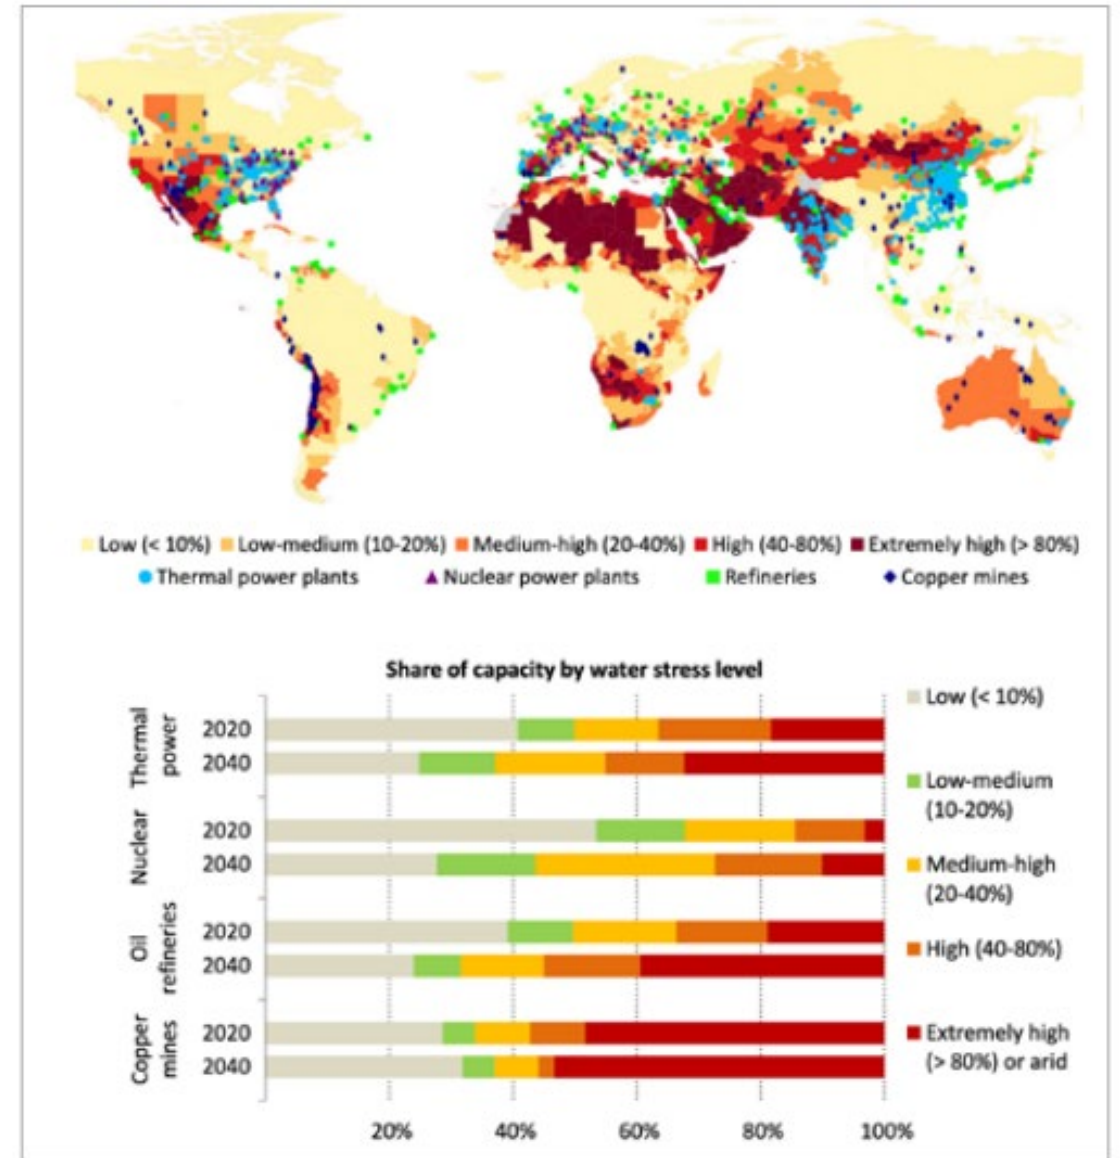 Low (< 10%) Low-medium (10-20%) Medium-high (20-40%) High (40-80%) Extremely high (> 80%)
Thermal power plants Nuclear power plants Refineries Copper mines
Share of capacity by water stress level
Thermal
power
2020
2040
Nuclear
2020
2040
Oil
refineries
2020
2040
Copper
mines
2020
2040
20% 40% 60% 80% 100%
Low (< 10%)
Low-medium
(10-20%)
Medium-high
(20-40%)
High (40-80%)
Extremely high
(> 80%) or arid